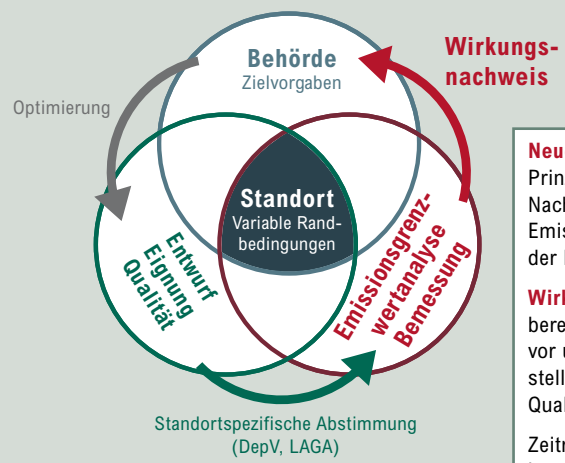 Behörde
Zielvorgaben
Wirkungs-
nachweis
Optimierung
Standort
Variable Rand-
bedingungen
Entwurf
Eignung
Qualität
Emissionsgrenz-
wertanalyse
Bemessung
Standortspezifische Abstimmung
(DepV, LAGA)
Neu
Prin
Nach
Emis
der
Wirk
bere
vor u
stell
Qual
Zeitr